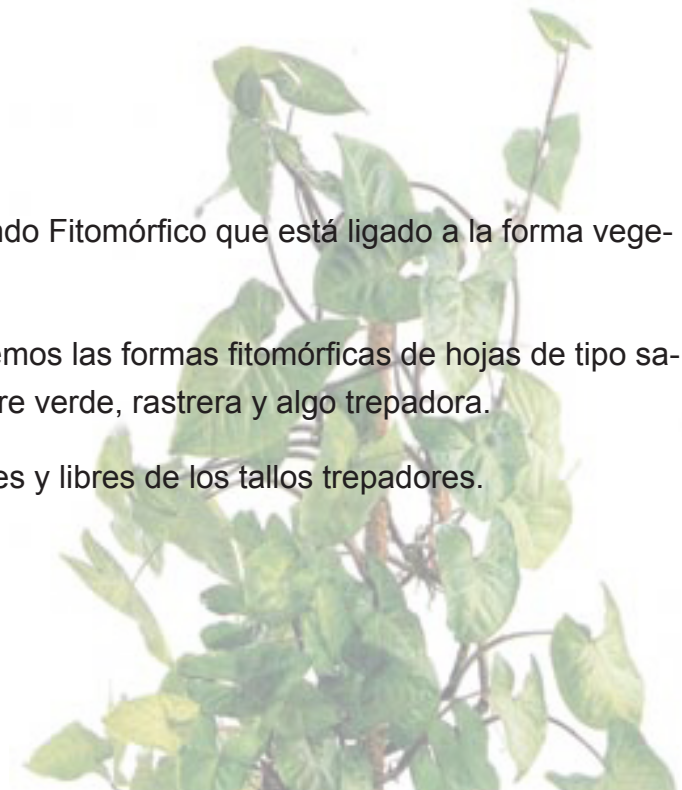 ndo Fitomórfico que está ligado a la forma vege-
emos las formas fitomórficas de hojas de tipo sa-
re verde, rastrera y algo trepadora.
es y libres de los tallos trepadores.